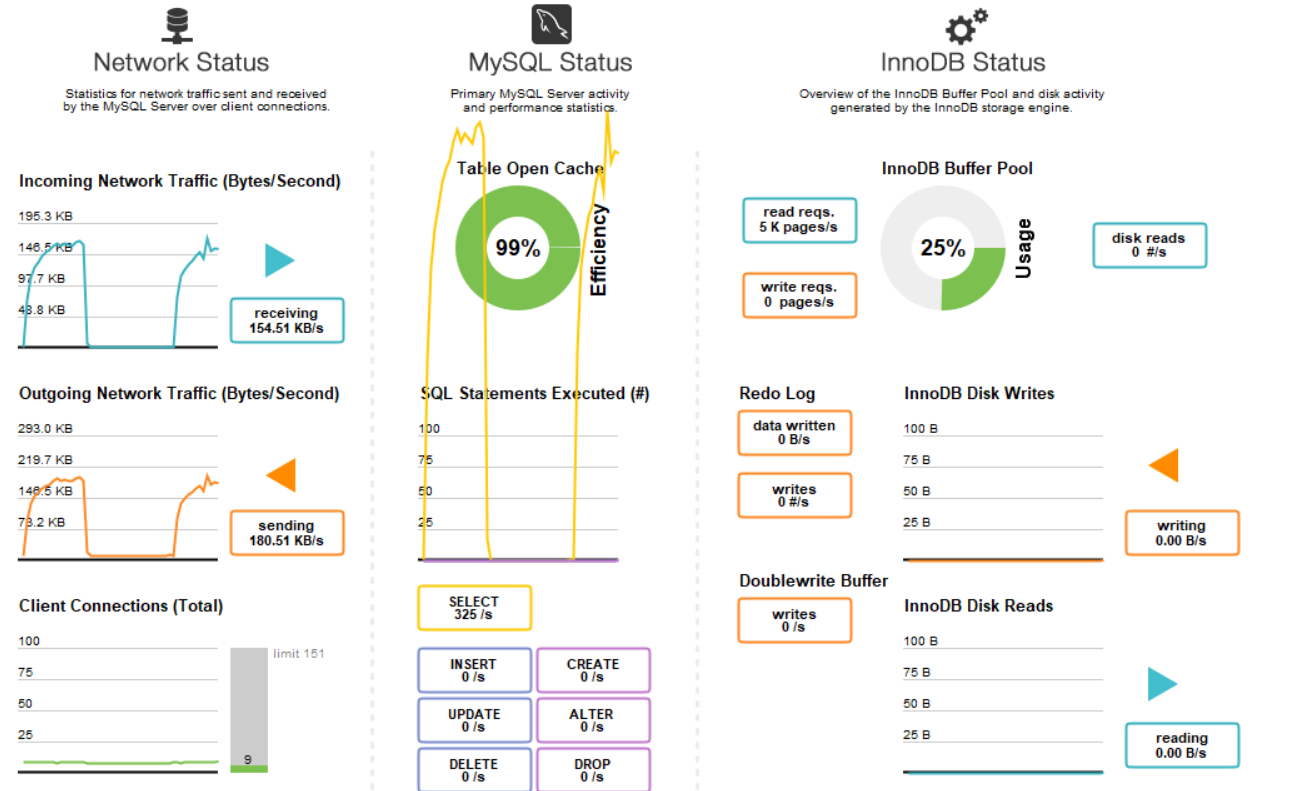 Network Status
Statistics for network traffic sent and received
by the MySQL Server over client connections.
Incoming Network Traffic (Bytes/Second)
195.3 KB
146.5 KB
97.7 KB
48.8 KB
receiving
154.51 KB/s
Outgoing Network Traffic (Bytes/Second)
293.0 KB
219.7 KB
146.5 KB
73.2 KB
sending
180.51 KB/s
Client Connections (Total)
100
75
50
25
limit 151
9
MySQL Status
Primary MySQL Server activity
and performance statistics.
Table Open Cache
99%
Efficiency
SQL Statements Executed (#)
100
75
50
25
SELECT
325 /s
INSERT
0 /s
CREATE
0 /s
UPDATE
0 /s
ALTER
0 /s
DELETE
0 /s
DROP
0 /s
InnoDB Status
Overview of the InnoDB Buffer Pool and disk activity
generated by the InnoDB storage engine.
InnoDB Buffer Pool
read reqs.
5 K pages/s
write reqs.
0 pages/s
25%
Usage
disk reads
0 #/s
Redo Log
data written
0 B/s
writes
0 #/s
Doublewrite Buffer
writes
0 /s
InnoDB Disk Writes
100 B
75 B
50 B
25 B
writing
0.00 B/s
InnoDB Disk Reads
100 B
75 B
50 B
25 B
reading
0.00 B/s